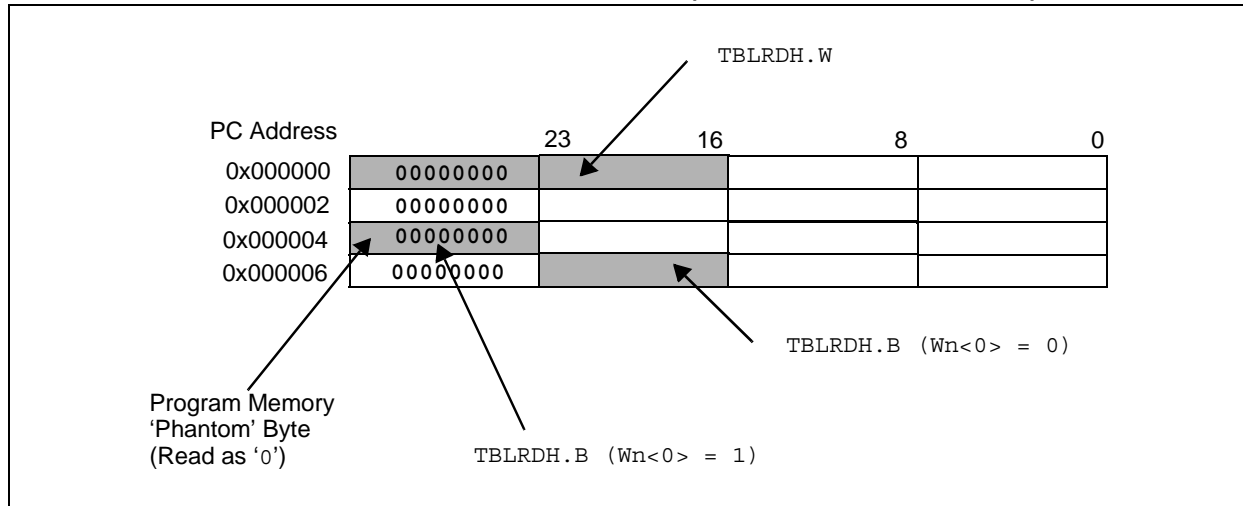 TBLRDH.W
PC Address
23 16 8 0
0x000000 00000000
0x000002 00000000
0x000004 00000000
0x000006 00000000
TBLRDH.B (Wn<0> = 0)
Program Memory
‘Phantom’ Byte
(Read as ‘0’)
TBLRDH.B (Wn<0> = 1)